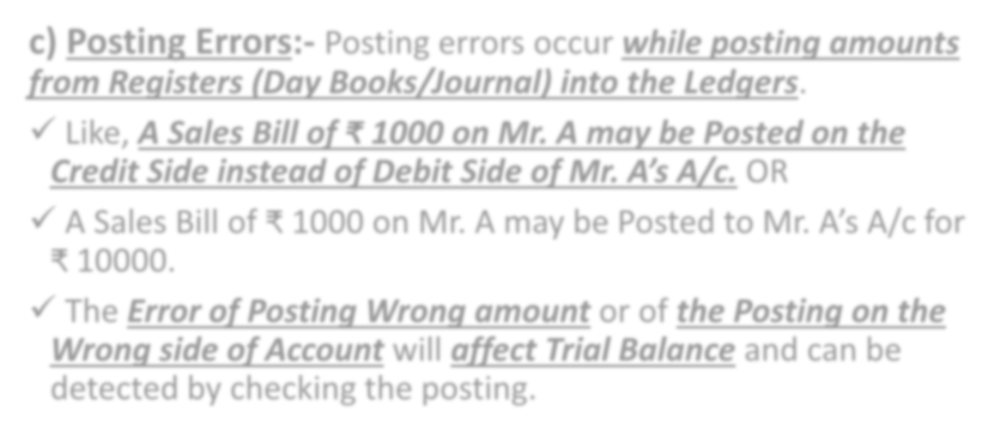 c) Posting Errors:- Posting errors occur while posting amounts
from Registers (Day Books/Journal) into the Ledgers.
✓ Like, A Sales Bill of ₹ 1000 on Mr. A may be Posted on the
Credit Side instead of Debit Side of Mr. A’s A/c. OR
✓ A Sales Bill of ₹ 1000 on Mr. A may be Posted to Mr. A’s A/c for
₹ 10000.
✓ The Error of Posting Wrong amount or of the Posting on the
Wrong side of Account will affect Trial Balance and can be
detected by checking the posting.